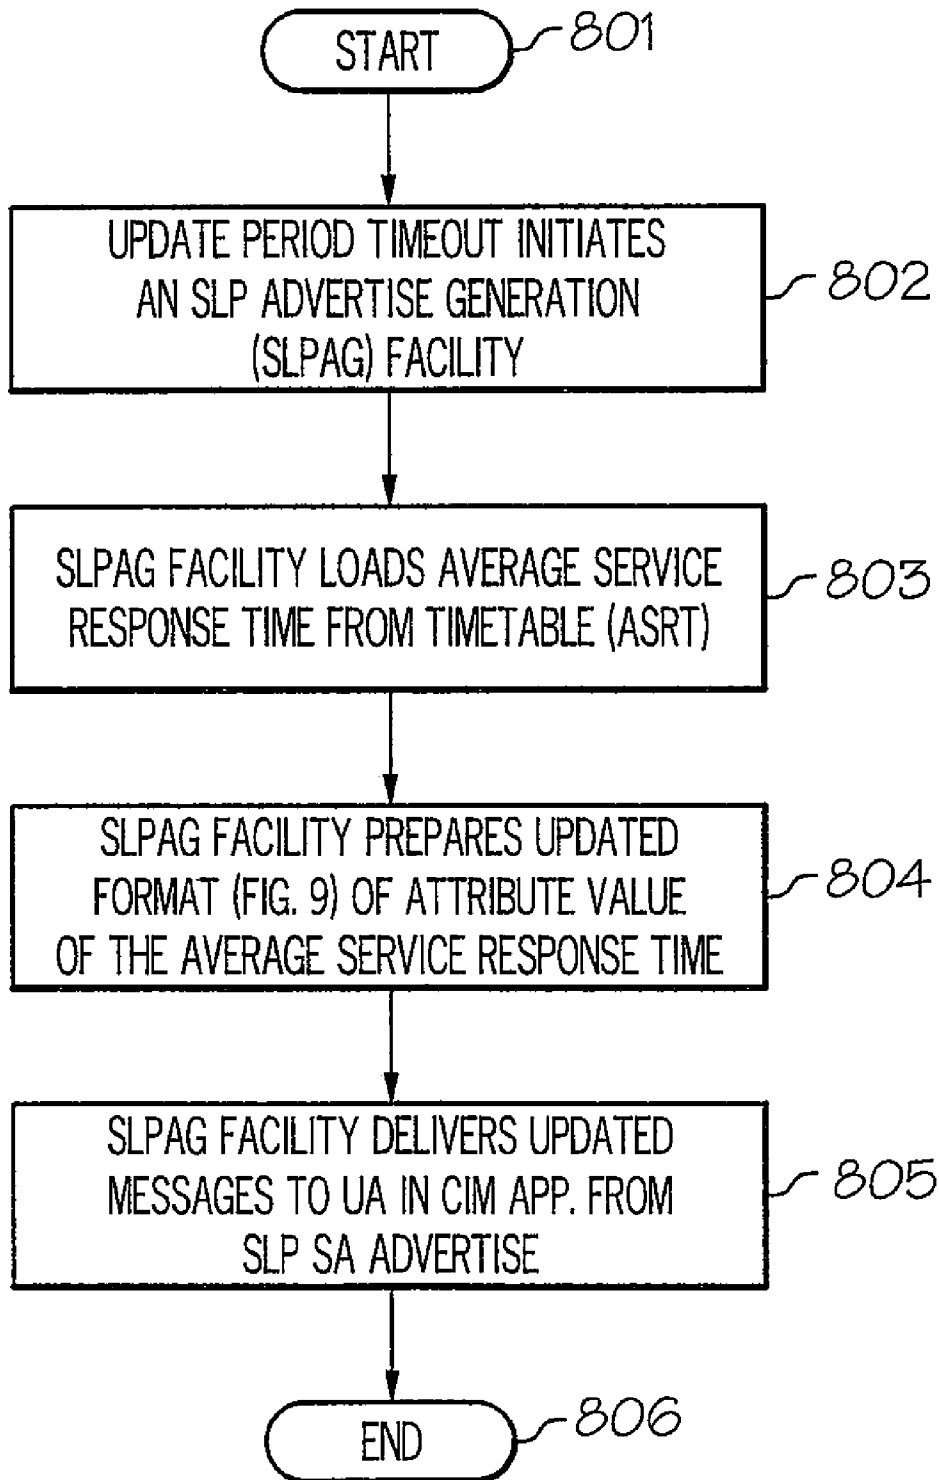 START
801
UPDATE PERIOD TIMEOUT INITIATES
AN SLP ADVERTISE GENERATION
(SLPAG) FACILITY
802
SLPAG FACILITY LOADS AVERAGE SERVICE
RESPONSE TIME FROM TIMETABLE (ASRT)
803
SLPAG FACILITY PREPARES UPDATED
FORMAT (FIG. 9) OF ATTRIBUTE VALUE
OF THE AVERAGE SERVICE RESPONSE TIME
804
SLPAG FACILITY DELIVERS UPDATED
MESSAGES TO UA IN CIM APP. FROM
SLP SA ADVERTISE
805
END
806